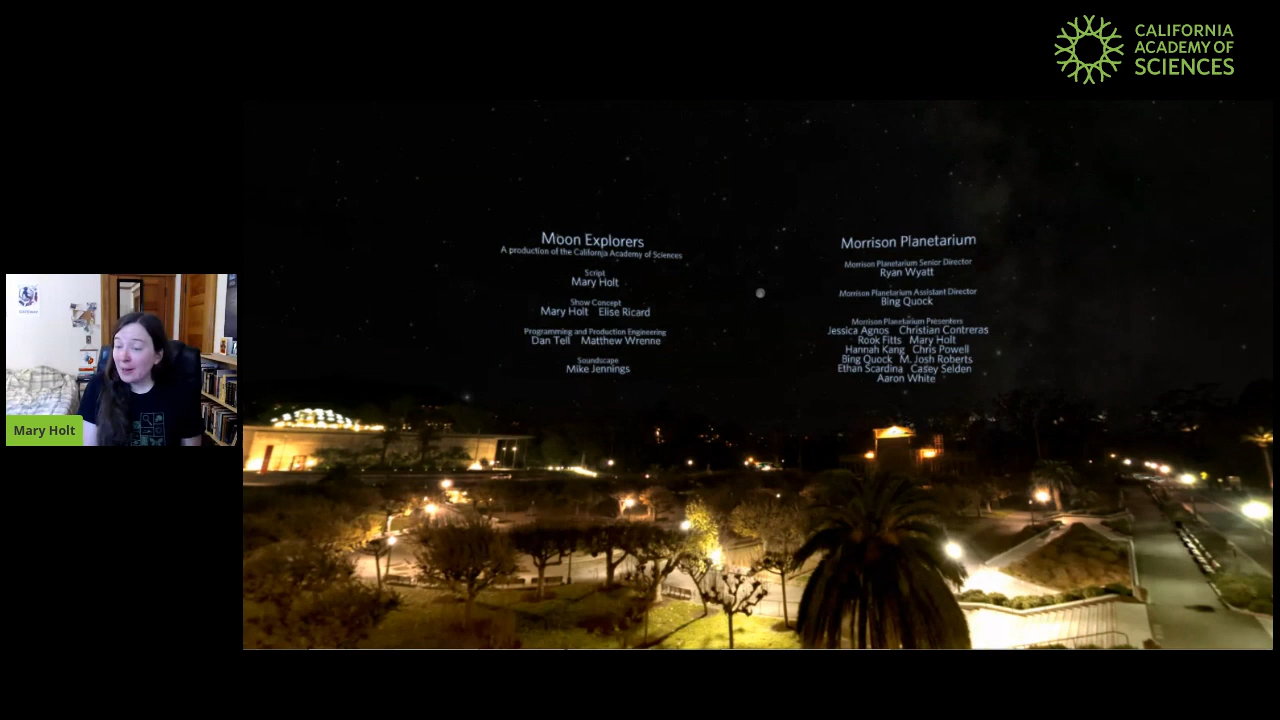 CALIFORNIA
ACADEMY OF
SCIENCES
Moon Explorers
A production of the California Academy of Sciences
Script
Mary Holt
Show Concept
Mary Holt Elise Ricard
Programming and Production Engineering
Dan Tell Matthew Wrenne
Soundscape
Mike Jennings
Morrison Planetarium
Morrison Planetarium Senior Director
Ryan Wyatt
Morrison Planetarium Assistant Director
Bing Quock
Morrison Planetarium Presenters
Jessica Agnos Christian Contreras
Rook Fitts Mary Holt
Hannah Kang Chris Powell
Bing Quock M. Josh Roberts
Ethan Scardina Casey Selden
Aaron White
Mary Holt